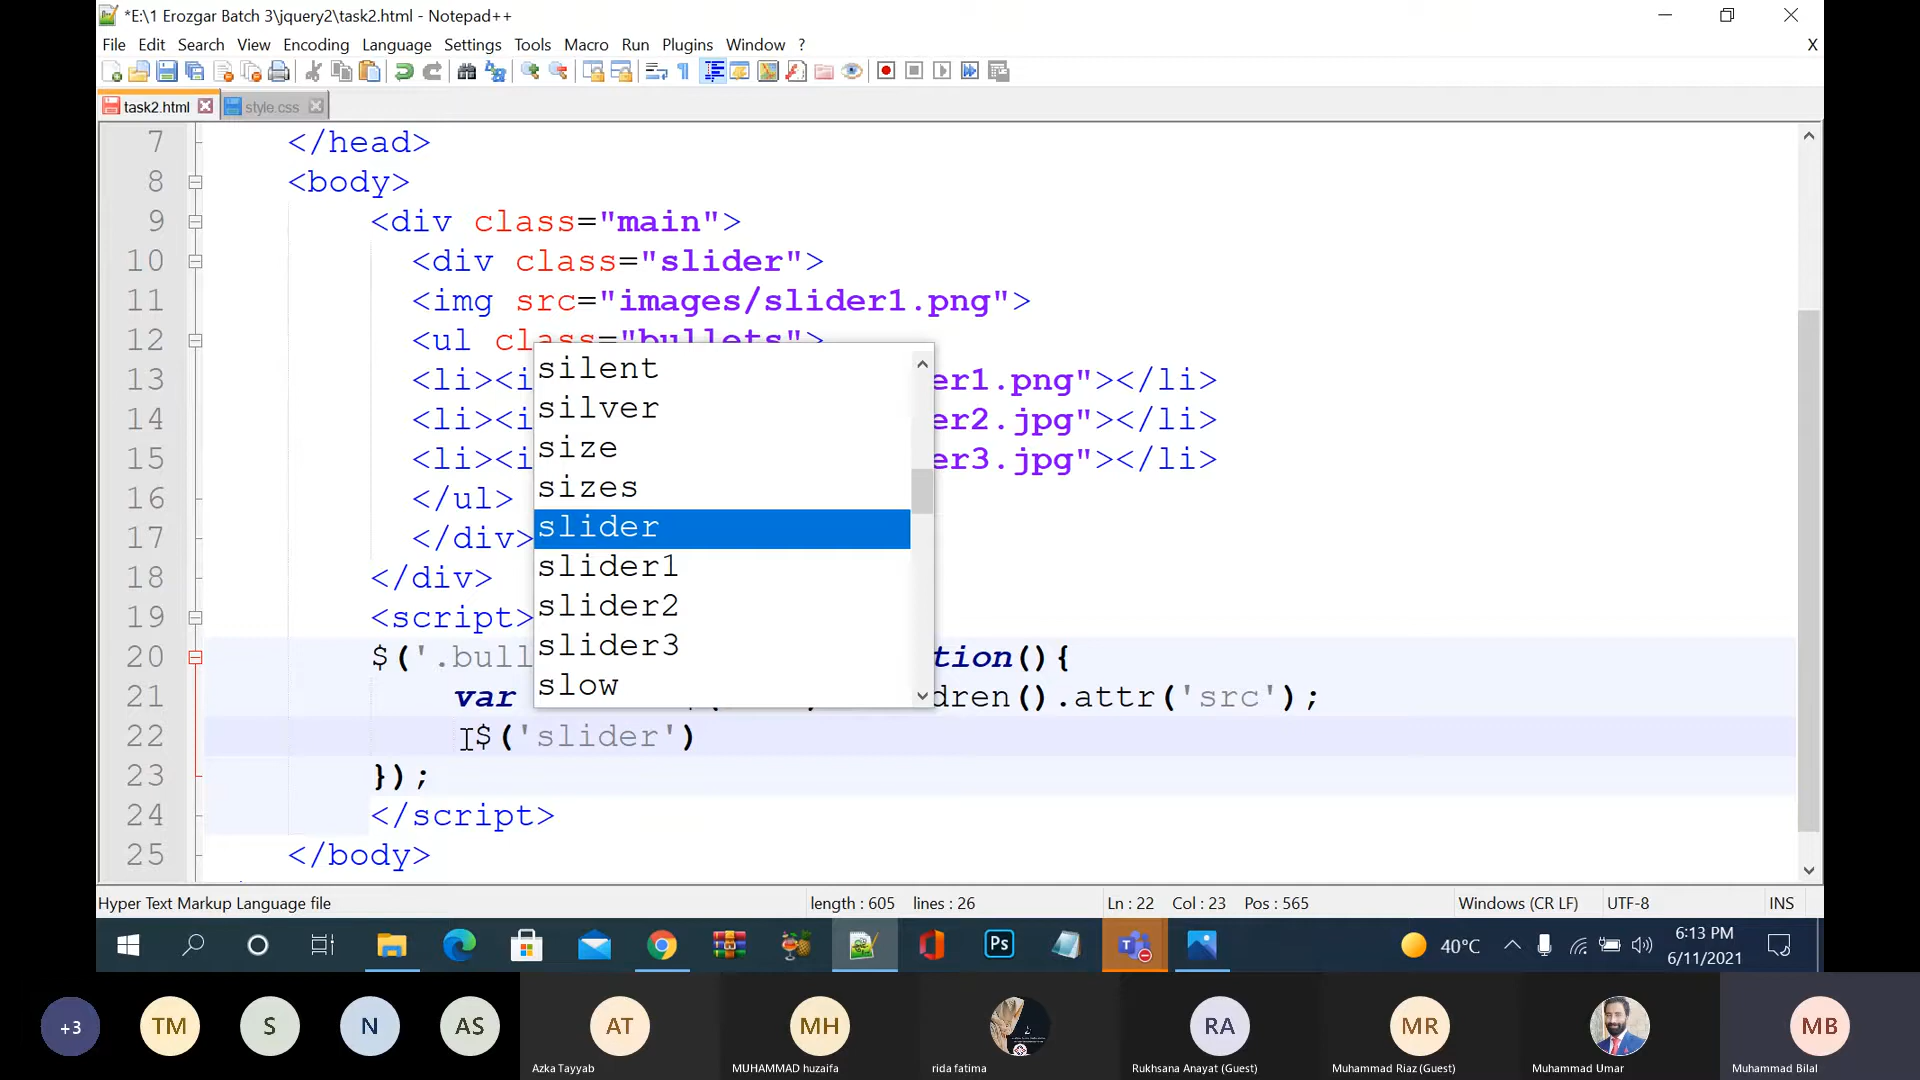 *E:\1 Erozgar Batch 3\jquery2\task2.html - Notepad++
File Edit Search View Encoding Language Settings Tools Macro Run Plugins Window ? X
task2.html style.css
7 </head>
8 <body>
9 <div class="main">
10 <div class="slider">
11 <img src="images/slider1.png">
12 <ul class="bullets">
13 <li><i er1.png"></li>
14 <li><i er2.jpg"></li>
15 <li><i er3.jpg"></li>
16 </ul>
17 </div>
18 </div>
19 <script>
20 $('.bull tion(){
21 var dren().attr('src');
22 $('slider')
23 });
24 </script>
25 </body>
silent
silver
size
sizes
slider
slider1
slider2
slider3
slow
Hyper Text Markup Language file length : 605 lines : 26 Ln : 22 Col : 23 Pos : 565 Windows (CR LF) UTF-8 INS
Ps
40°C
6:13 PM
6/11/2021
+3 TM S N AS AT MH RA MR MB
Azka Tayyab MUHAMMAD huzaifa rida fatima Rukhsana Anayat (Guest) Muhammad Riaz (Guest) Muhammad Umar Muhammad Bilal